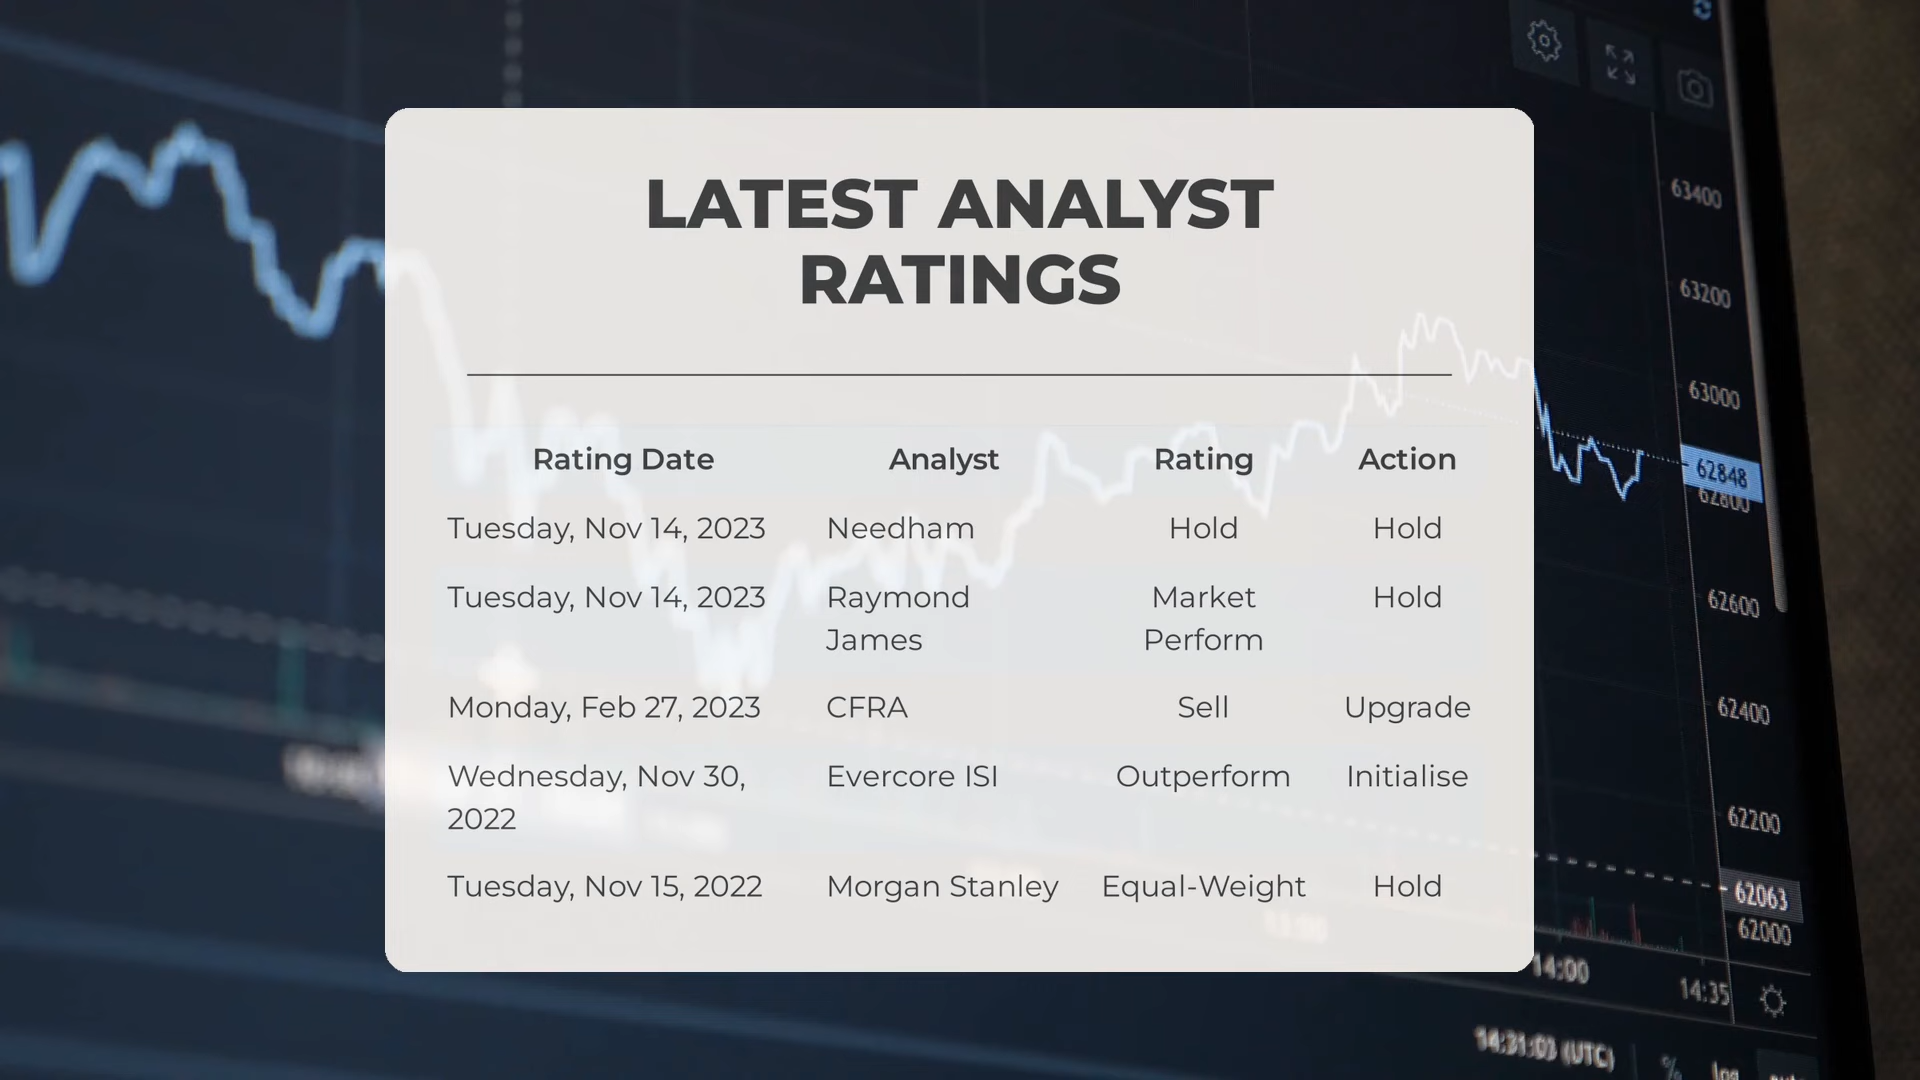 LATEST ANALYST
RATINGS
Rating Date Analyst Rating Action
Tuesday, Nov 14, 2023 Needham Hold Hold
Tuesday, Nov 14, 2023 Raymond Market Hold
James Perform
Monday, Feb 27, 2023 CFRA Sell Upgrade
Wednesday, Nov 30, Evercore ISI Outperform Initialise
2022
Tuesday, Nov 15, 2022 Morgan Stanley Equal-Weight Hold
63400
63200
63000
62848
62800
62600
62400
62200
62063
62000
14:00
14:35
14:31:03 (UTC)
%
log